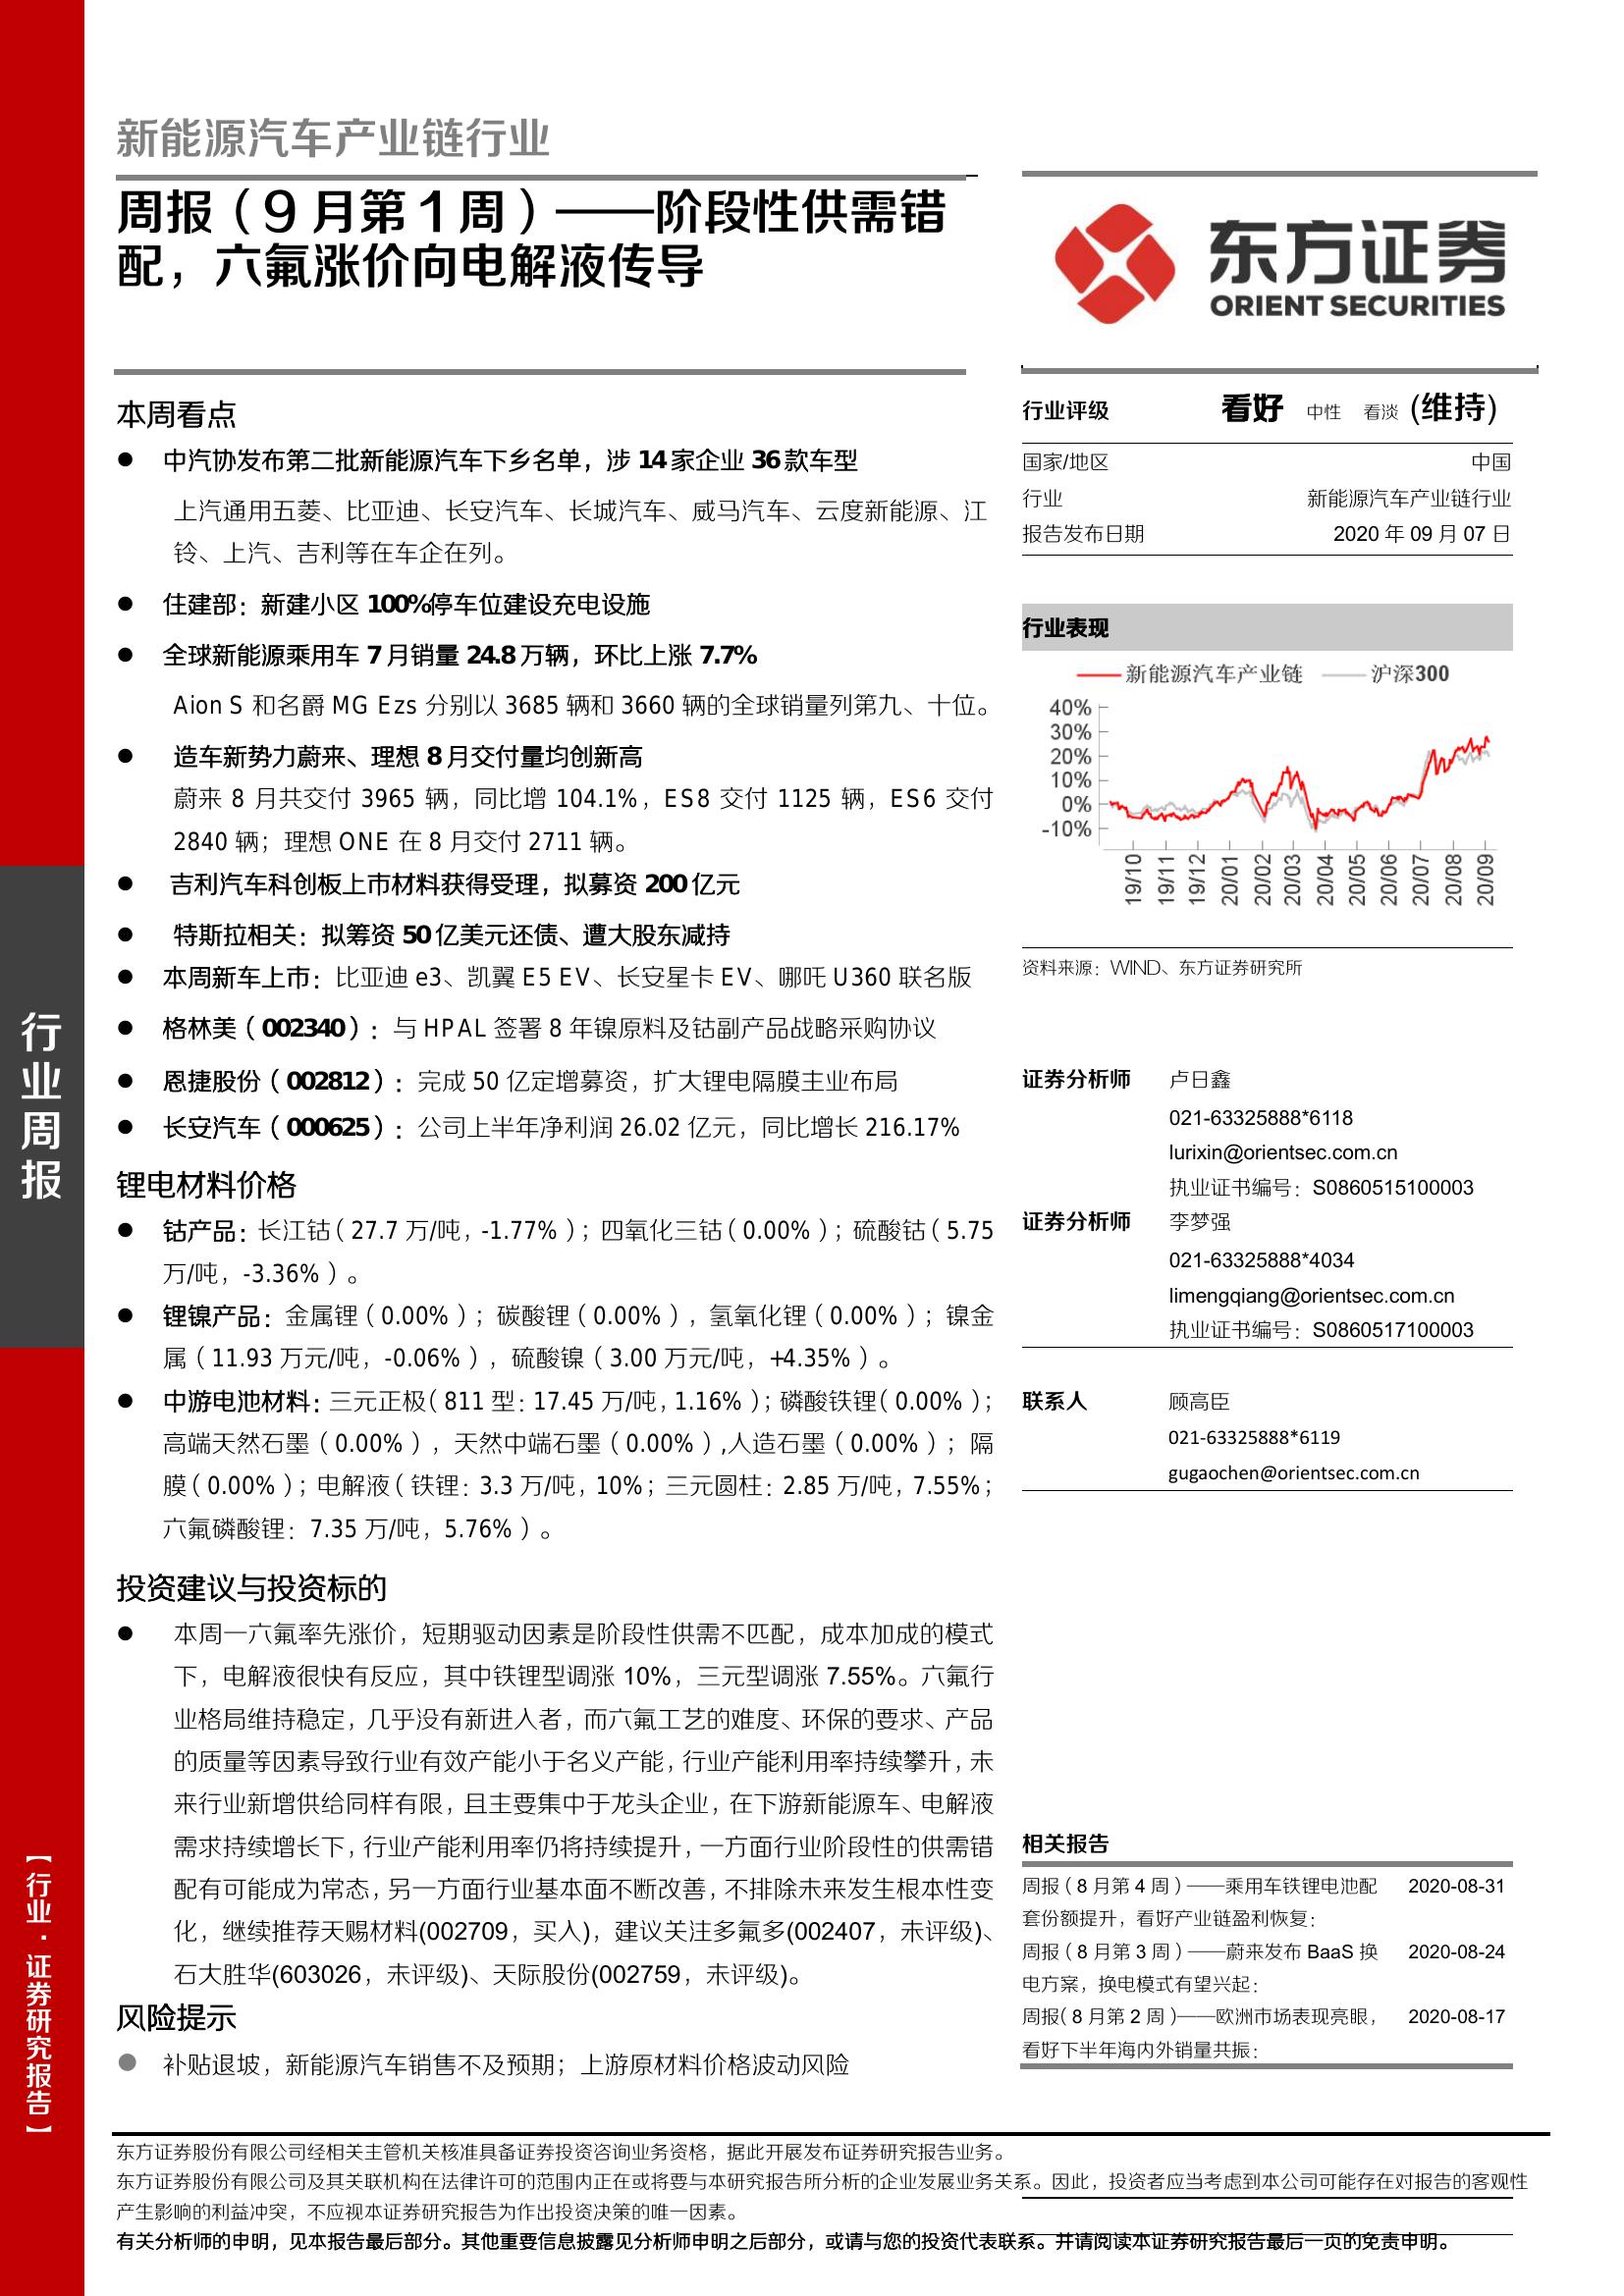 新能源汽车产业链行业
周报（9 月第 1 周）——阶段性供需错
配，六氟涨价向电解液传导
东方证券
ORIENT SECURITIES
本周看点
● 中汽协发布第二批新能源汽车下乡名单，涉 14 家企业 36 款车型
上汽通用五菱、比亚迪、长安汽车、长城汽车、威马汽车、云度新能源、江
铃、上汽、吉利等在车企在列。
● 住建部：新建小区 100%停车位建设充电设施
● 全球新能源乘用车 7 月销量 24.8 万辆，环比上涨 7.7%
Aion S 和名爵 MG Ezs 分别以 3685 辆和 3660 辆的全球销量列第九、十位。
● 造车新势力蔚来、理想 8 月交付量均创新高
蔚来 8 月共交付 3965 辆，同比增 104.1%，ES8 交付 1125 辆，ES6 交付
2840 辆；理想 ONE 在 8 月交付 2711 辆。
● 吉利汽车科创板上市材料获得受理，拟募资 200 亿元
● 特斯拉相关：拟筹资 50 亿美元还债、遭大股东减持
● 本周新车上市：比亚迪 e3、凯翼 E5 EV、长安星卡 EV、哪吒 U360 联名版
● 格林美（002340）：与 HPAL 签署 8 年镍原料及钴副产品战略采购协议
● 恩捷股份（002812）：完成 50 亿定增募资，扩大锂电隔膜主业布局
● 长安汽车（000625）：公司上半年净利润 26.02 亿元，同比增长 216.17%
锂电材料价格
● 钴产品：长江钴（27.7 万/吨，-1.77%）；四氧化三钴（0.00%）；硫酸钴（5.75
万/吨，-3.36%）。
● 锂镍产品：金属锂（0.00%）；碳酸锂（0.00%），氢氧化锂（0.00%）；镍金
属（11.93 万元/吨，-0.06%），硫酸镍（3.00 万元/吨，+4.35%）。
● 中游电池材料：三元正极（811 型：17.45 万/吨，1.16%）；磷酸铁锂（0.00%）；
高端天然石墨（0.00%），天然中端石墨（0.00%）,人造石墨（0.00%）；隔
膜（0.00%）；电解液（铁锂：3.3 万/吨，10%；三元圆柱：2.85 万/吨，7.55%；
六氟磷酸锂：7.35 万/吨，5.76%）。
投资建议与投资标的
● 本周一六氟率先涨价，短期驱动因素是阶段性供需不匹配，成本加成的模式
下，电解液很快有反应，其中铁锂型调涨 10%，三元型调涨 7.55%。六氟行
业格局维持稳定，几乎没有新进入者，而六氟工艺的难度、环保的要求、产品
的质量等因素导致行业有效产能小于名义产能，行业产能利用率持续攀升，未
来行业新增供给同样有限，且主要集中于龙头企业，在下游新能源车、电解液
需求持续增长下，行业产能利用率仍将持续提升，一方面行业阶段性的供需错
配有可能成为常态，另一方面行业基本面不断改善，不排除未来发生根本性变
化，继续推荐天赐材料(002709，买入)，建议关注多氟多(002407，未评级)、
石大胜华(603026，未评级)、天际股份(002759，未评级)。
风险提示
● 补贴退坡，新能源汽车销售不及预期；上游原材料价格波动风险
行业评级 看好 中性 看淡 (维持)
国家/地区 中国
行业 新能源汽车产业链行业
报告发布日期 2020 年 09 月 07 日
行业表现
新能源汽车产业链 沪深300
40%
30%
20%
10%
0%
-10%
19/10 19/11 19/12 20/01 20/02 20/03 20/04 20/05 20/06 20/07 20/08 20/09
资料来源：WIND、东方证券研究所
证券分析师 卢日鑫
021-63325888*6118
lurixin@orientsec.com.cn
执业证书编号：S0860515100003
证券分析师 李梦强
021-63325888*4034
limengqiang@orientsec.com.cn
执业证书编号：S0860517100003
联系人 顾高臣
021-63325888*6119
gugaochen@orientsec.com.cn
相关报告
周报（8 月第 4 周）——乘用车铁锂电池配 2020-08-31
套份额提升，看好产业链盈利恢复：
周报（8 月第 3 周）——蔚来发布 BaaS 换 2020-08-24
电方案，换电模式有望兴起：
周报（8 月第 2 周）——欧洲市场表现亮眼， 2020-08-17
看好下半年海内外销量共振：
行业周报
【行业·证券研究报告】
东方证券股份有限公司经相关主管机关核准具备证券投资咨询业务资格，据此开展发布证券研究报告业务。
东方证券股份有限公司及其关联机构在法律许可的范围内正在或将要与本研究报告所分析的企业发展业务关系。因此，投资者应当考虑到本公司可能存在对报告的客观性
产生影响的利益冲突，不应视本证券研究报告为作出投资决策的唯一因素。
有关分析师的申明，见本报告最后部分。其他重要信息披露见分析师申明之后部分，或请与您的投资代表联系。并请阅读本证券研究报告最后一页的免责申明。